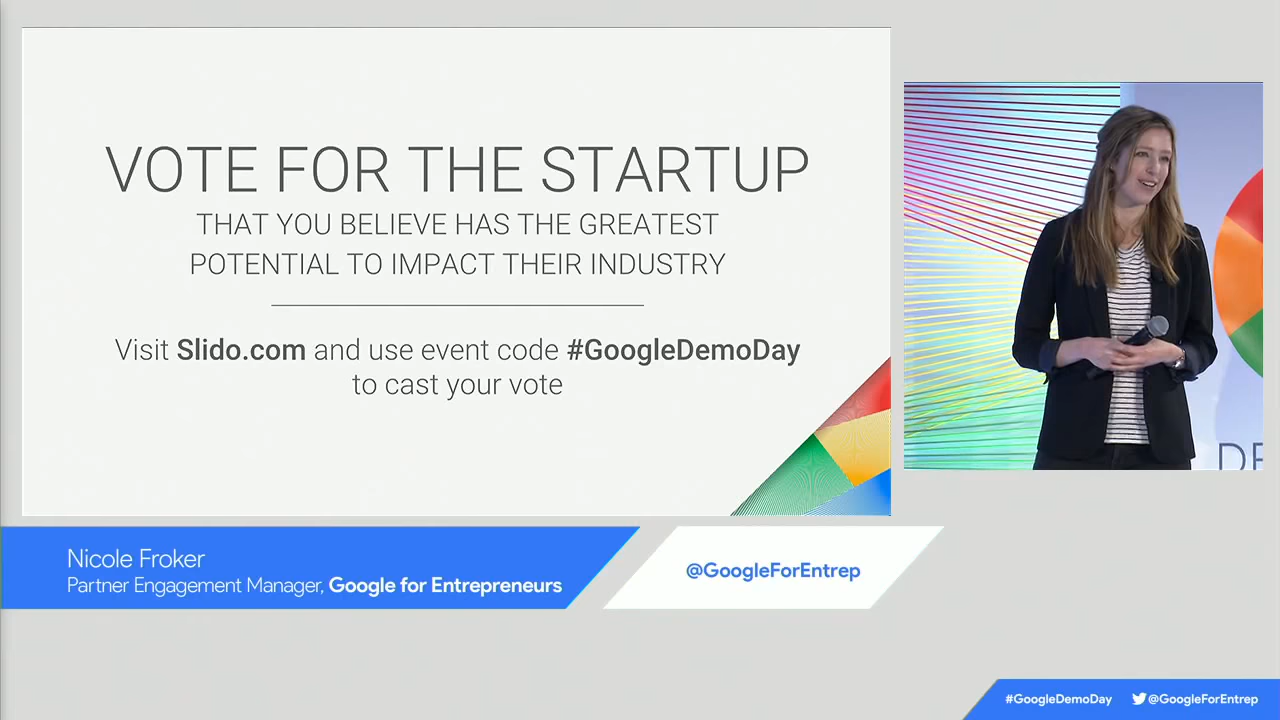 VOTE FOR THE STARTUP
THAT YOU BELIEVE HAS THE GREATEST
POTENTIAL TO IMPACT THEIR INDUSTRY
Visit Slido.com and use event code #GoogleDemoDay
to cast your vote
DE
Nicole Froker
Partner Engagement Manager, Google for Entrepreneurs
@GoogleForEntrep
#GoogleDemoDay @GoogleForEntrep